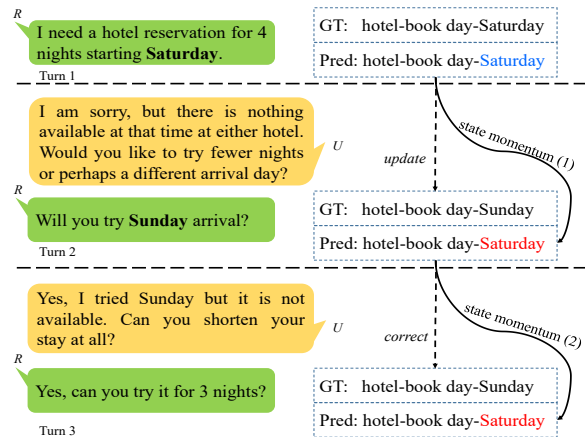 R
I need a hotel reservation for 4
nights starting Saturday.
Turn 1
GT: hotel-book day-Saturday
Pred: hotel-book day-Saturday
I am sorry, but there is nothing
available at that time at either hotel.
Would you like to try fewer nights
or perhaps a different arrival day?
U
update
state momentum (1)
R
Will you try Sunday arrival?
Turn 2
GT: hotel-book day-Sunday
Pred: hotel-book day-Saturday
Yes, I tried Sunday but it is not
available. Can you shorten your
stay at all?
U
correct
state momentum (2)
R
Yes, can you try it for 3 nights?
Turn 3
GT: hotel-book day-Sunday
Pred: hotel-book day-Saturday